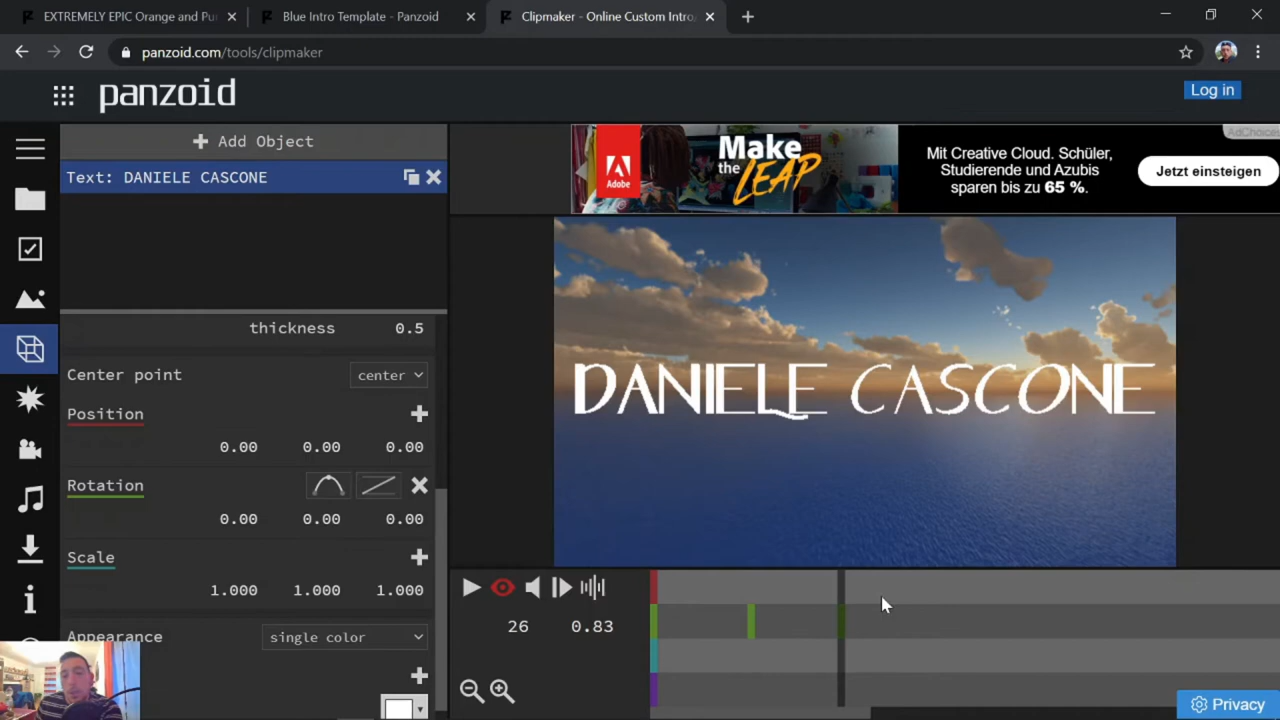 EXTREMELY EPIC Orange and Pu
Blue Intro Template - Panzoid
Clipmaker - Online Custom Intro
panzoid.com/tools/clipmaker
panzoid
Log in
Add Object
Text: DANIELE CASCONE
thickness 0.5
Center point center
Position
0.00 0.00 0.00
Rotation
0.00 0.00 0.00
Scale
1.000 1.000 1.000
Appearance single color
Adobe
Make the LEAP
Mit Creative Cloud. Schüler,
Studierende und Azubis
sparen bis zu 65 %.
AdChoices
Jetzt einsteigen
DANIELE CASCONE
26 0.83
Privacy